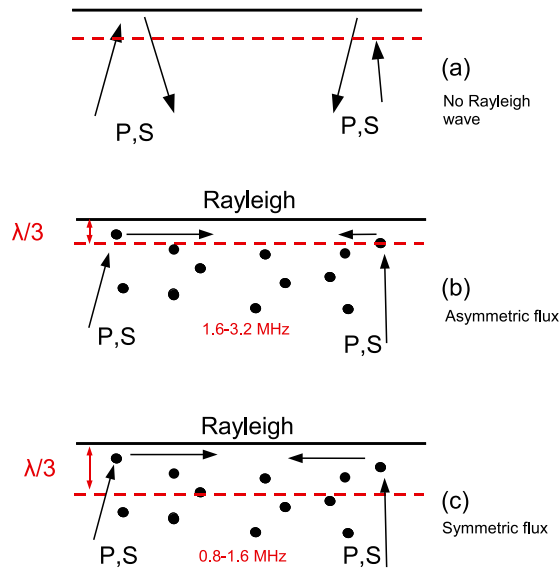 (a)
No Rayleigh
wave
P,S
P,S
Rayleigh
λ/3
(b)
Asymmetric flux
1.6-3.2 MHz
P,S
P,S
Rayleigh
λ/3
(c)
Symmetric flux
P,S
0.8-1.6 MHz
P,S